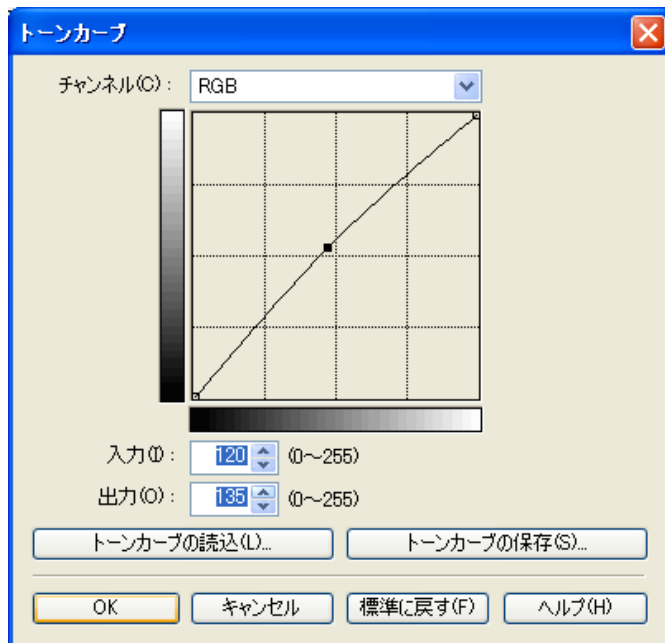 トーンカーブ
チャンネル(C)： RGB
入力(I)： 120 (0～255)
出力(O)： 135 (0～255)
トーンカーブの読込(L)... トーンカーブの保存(S)...
OK キャンセル 標準に戻す(F) ヘルプ(H)